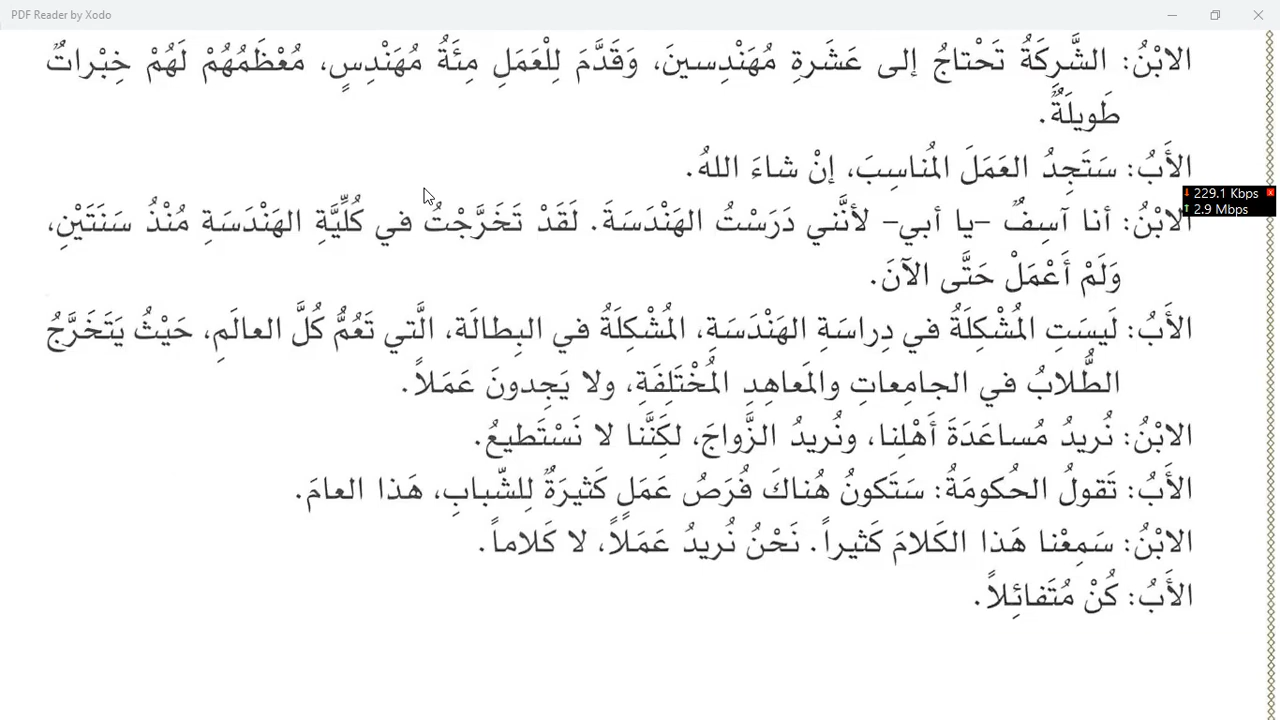 PDF Reader by Xodo
الابْنُ: الشَّرِكَةُ تَحْتاجُ إلى عَشَرةِ مُهَنْدِسينَ، وَقَدَّمَ لِلْعَمَلِ مِئَةُ مُهَنْدِسٍ، مُعْظَمُهُمْ لَهُمْ خِبْراتٌ
طَويلَةٌ.
الأَبُ: سَتَجِدُ العَمَلَ المُناسِبَ، إنْ شاءَ اللهُ.
↓ 229.1 Kbps
↑ 2.9 Mbps
الابْنُ: أنا آسِفٌ –يا أبي– لأنَّني دَرَسْتُ الهَنْدَسَةَ. لَقَدْ تَخَرَّجْتُ في كُلِّيَّةِ الهَنْدَسَةِ مُنْذُ سَنَتَيْنِ،
وَلَمْ أَعْمَلْ حَتَّى الآنَ.
الأَبُ: لَيسَتِ المُشْكِلَةُ في دِراسَةِ الهَنْدَسَةِ، المُشْكِلَةُ في البِطالَة، الَّتي تَعُمُّ كُلَّ العالَمِ، حَيْثُ يَتَخَرَّجُ
الطُّلابُ في الجامِعاتِ والمَعاهِدِ المُخْتَلِفَةِ، ولا يَجِدونَ عَمَلاً.
الابْنُ: نُريدُ مُساعَدَةَ أَهْلِنا، ونُريدُ الزَّواجَ، لكَنَّنا لا نَسْتَطيعُ.
الأَبُ: تَقولُ الحُكومَةُ: سَتَكونُ هُناكَ فُرَصُ عَمَلٍ كَثيرَةٌ لِلشّبابِ، هَذا العامَ.
الابْنُ: سَمِعْنا هَذا الكَلامَ كَثيراً. نَحْنُ نُريدُ عَمَلاً، لا كَلاماً.
الأَبُ: كُنْ مُتَفائِلاً.